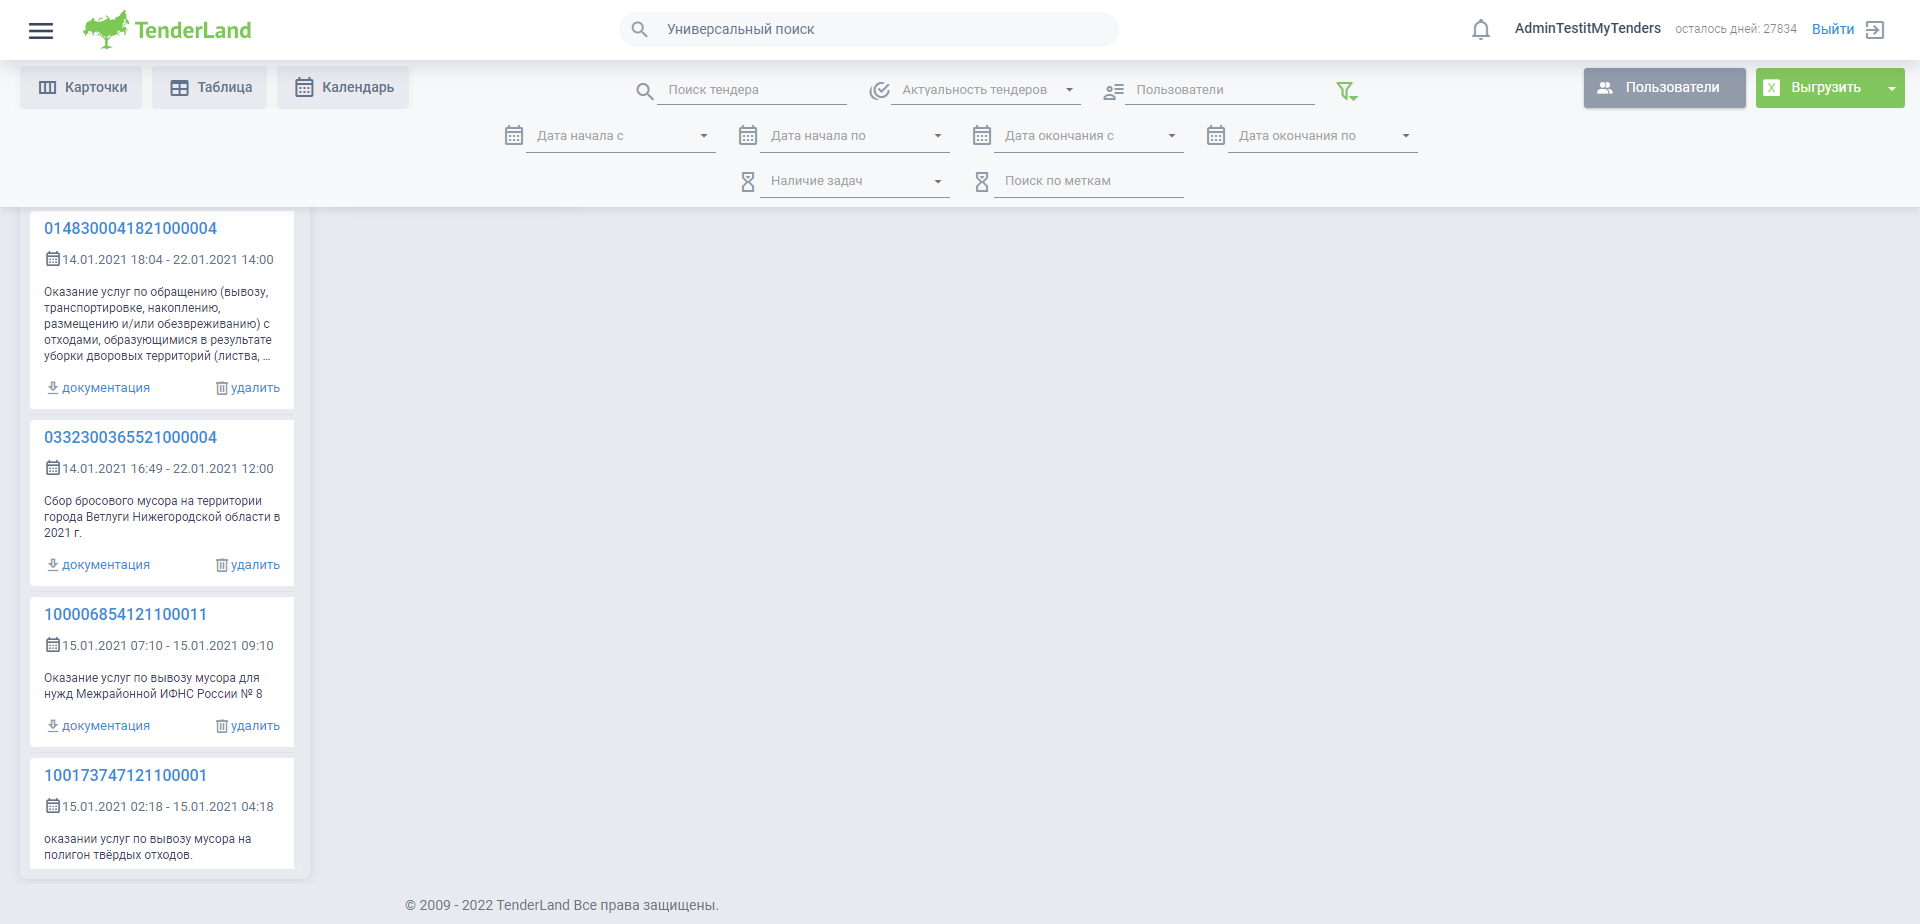 TenderLand
Универсальный поиск
AdminTestitMyTenders
осталось дней: 27834
Выйти
Карточки
Таблица
Календарь
Поиск тендера
Актуальность тендеров
Пользователи
Пользователи
X Выгрузить
Дата начала с
Дата начала по
Дата окончания с
Дата окончания по
Наличие задач
Поиск по меткам
0148300041821000004
14.01.2021 18:04 - 22.01.2021 14:00
Оказание услуг по обращению (вывозу,
транспортировке, накоплению,
размещению и/или обезвреживанию) с
отходами, образующимися в результате
уборки дворовых территорий (листва, ...
документация
удалить
0332300365521000004
14.01.2021 16:49 - 22.01.2021 12:00
Сбор бросового мусора на территории
города Ветлуги Нижегородской области в
2021 г.
документация
удалить
100006854121100011
15.01.2021 07:10 - 15.01.2021 09:10
Оказание услуг по вывозу мусора для
нужд Межрайонной ИФНС России № 8
документация
удалить
100173747121100001
15.01.2021 02:18 - 15.01.2021 04:18
оказании услуг по вывозу мусора на
полигон твёрдых отходов.
© 2009 - 2022 TenderLand Все права защищены.